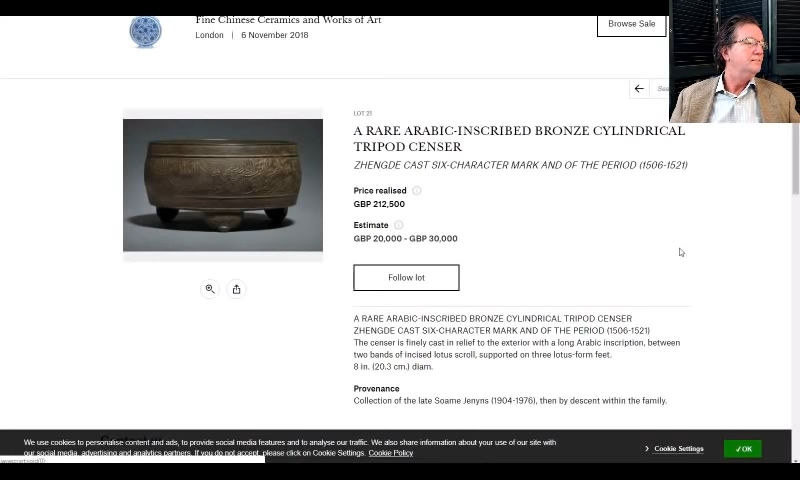 Fine Chinese Ceramics and Works of Art
London | 6 November 2018
Browse Sale
LOT 21
A RARE ARABIC-INSCRIBED BRONZE CYLINDRICAL
TRIPOD CENSER
ZHENGDE CAST SIX-CHARACTER MARK AND OF THE PERIOD (1506-1521)
Price realised
GBP 212,500
Estimate
GBP 20,000 - GBP 30,000
Follow lot
A RARE ARABIC-INSCRIBED BRONZE CYLINDRICAL TRIPOD CENSER
ZHENGDE CAST SIX-CHARACTER MARK AND OF THE PERIOD (1506-1521)
The censer is finely cast in relief to the exterior with a long Arabic inscription, between
two bands of incised lotus scroll, supported on three lotus-form feet.
8 in. (20.3 cm.) diam.
Provenance
Collection of the late Soame Jenyns (1904-1976), then by descent within the family.
We use cookies to personalise content and ads, to provide social media features and to analyse our traffic. We also share information about your use of our site with
our social media, advertising and analytics partners. If you do not accept, please click on Cookie Settings. Cookie Policy
Cookie Settings
✓OK